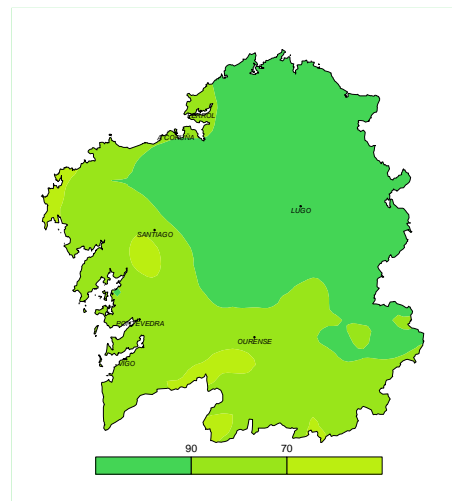 FERROL
A CORUÑA
LUGO
SANTIAGO
PONTEVEDRA
OURENSE
VIGO
90 70